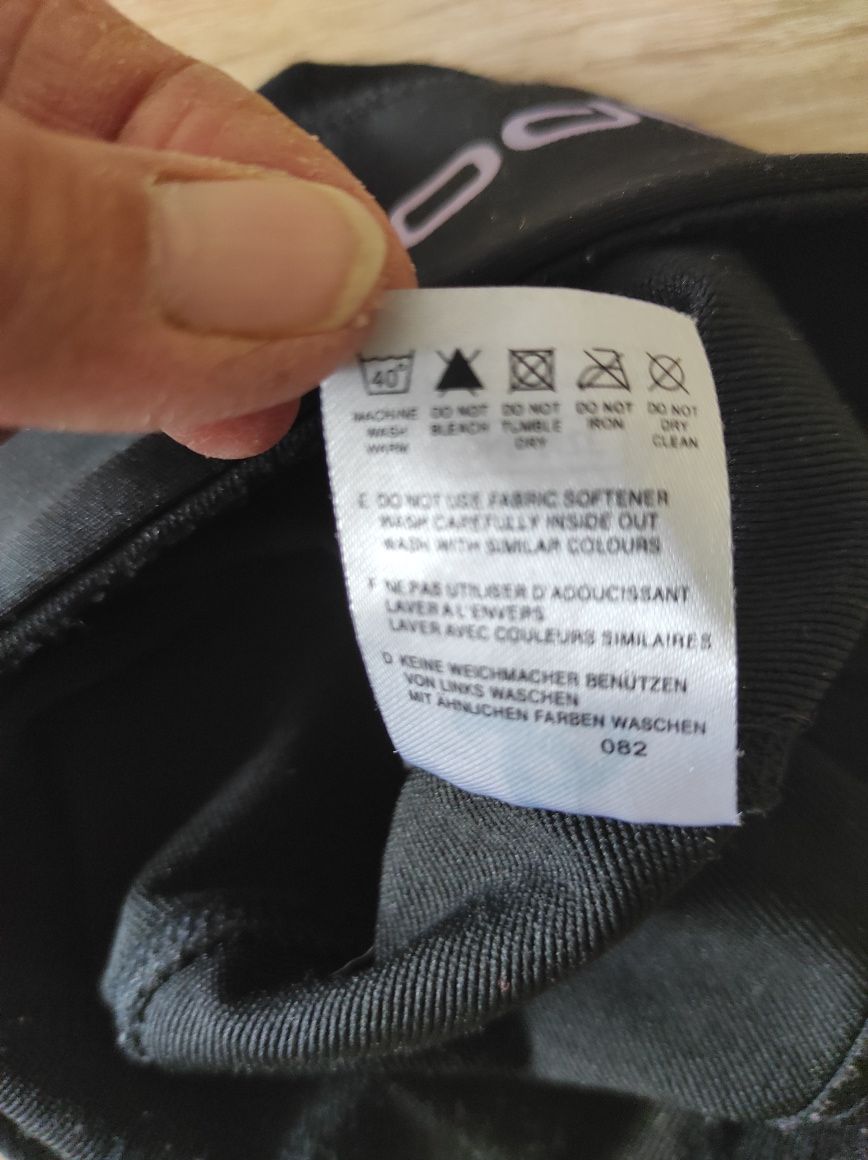 40°
MACHINE WASH WARM
DO NOT BLEACH
DO NOT TUMBLE DRY
DO NOT IRON
DO NOT DRY CLEAN
E DO NOT USE FABRIC SOFTENER
WASH CAREFULLY INSIDE OUT
WASH WITH SIMILAR COLOURS
F NE PAS UTILISER D'ADOUCISSANT
LAVER A L'ENVERS
LAVER AVEC COULEURS SIMILAIRES
D KEINE WEICHMACHER BENÜTZEN
VON LINKS WASCHEN
MIT ÄHNLICHEN FARBEN WASCHEN
082